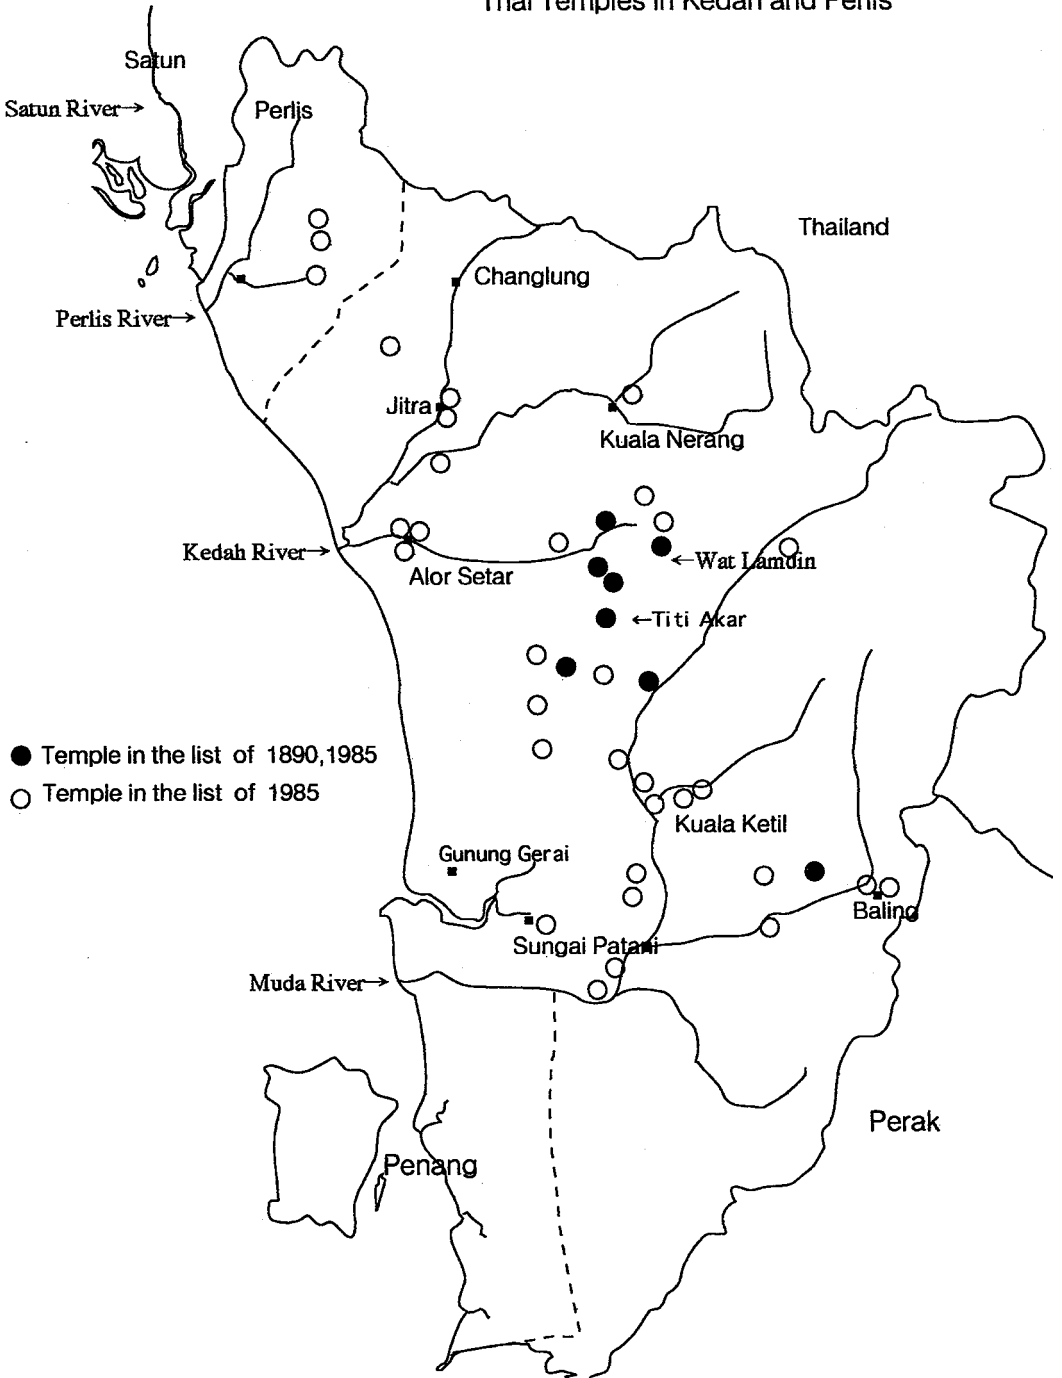 Thai Temples in Kedah and Perlis
Satun
Satun River→
Perlis
Thailand
Changlung
Perlis River→
Jitra
Kuala Nerang
Kedah River→
←Wat Lamdin
Alor Setar
←Titi Akar
Temple in the list of 1890,1985
Temple in the list of 1985
Kuala Ketil
Gunung Gerai
Baling
Sungai Patani
Muda River→
Perak
Penang